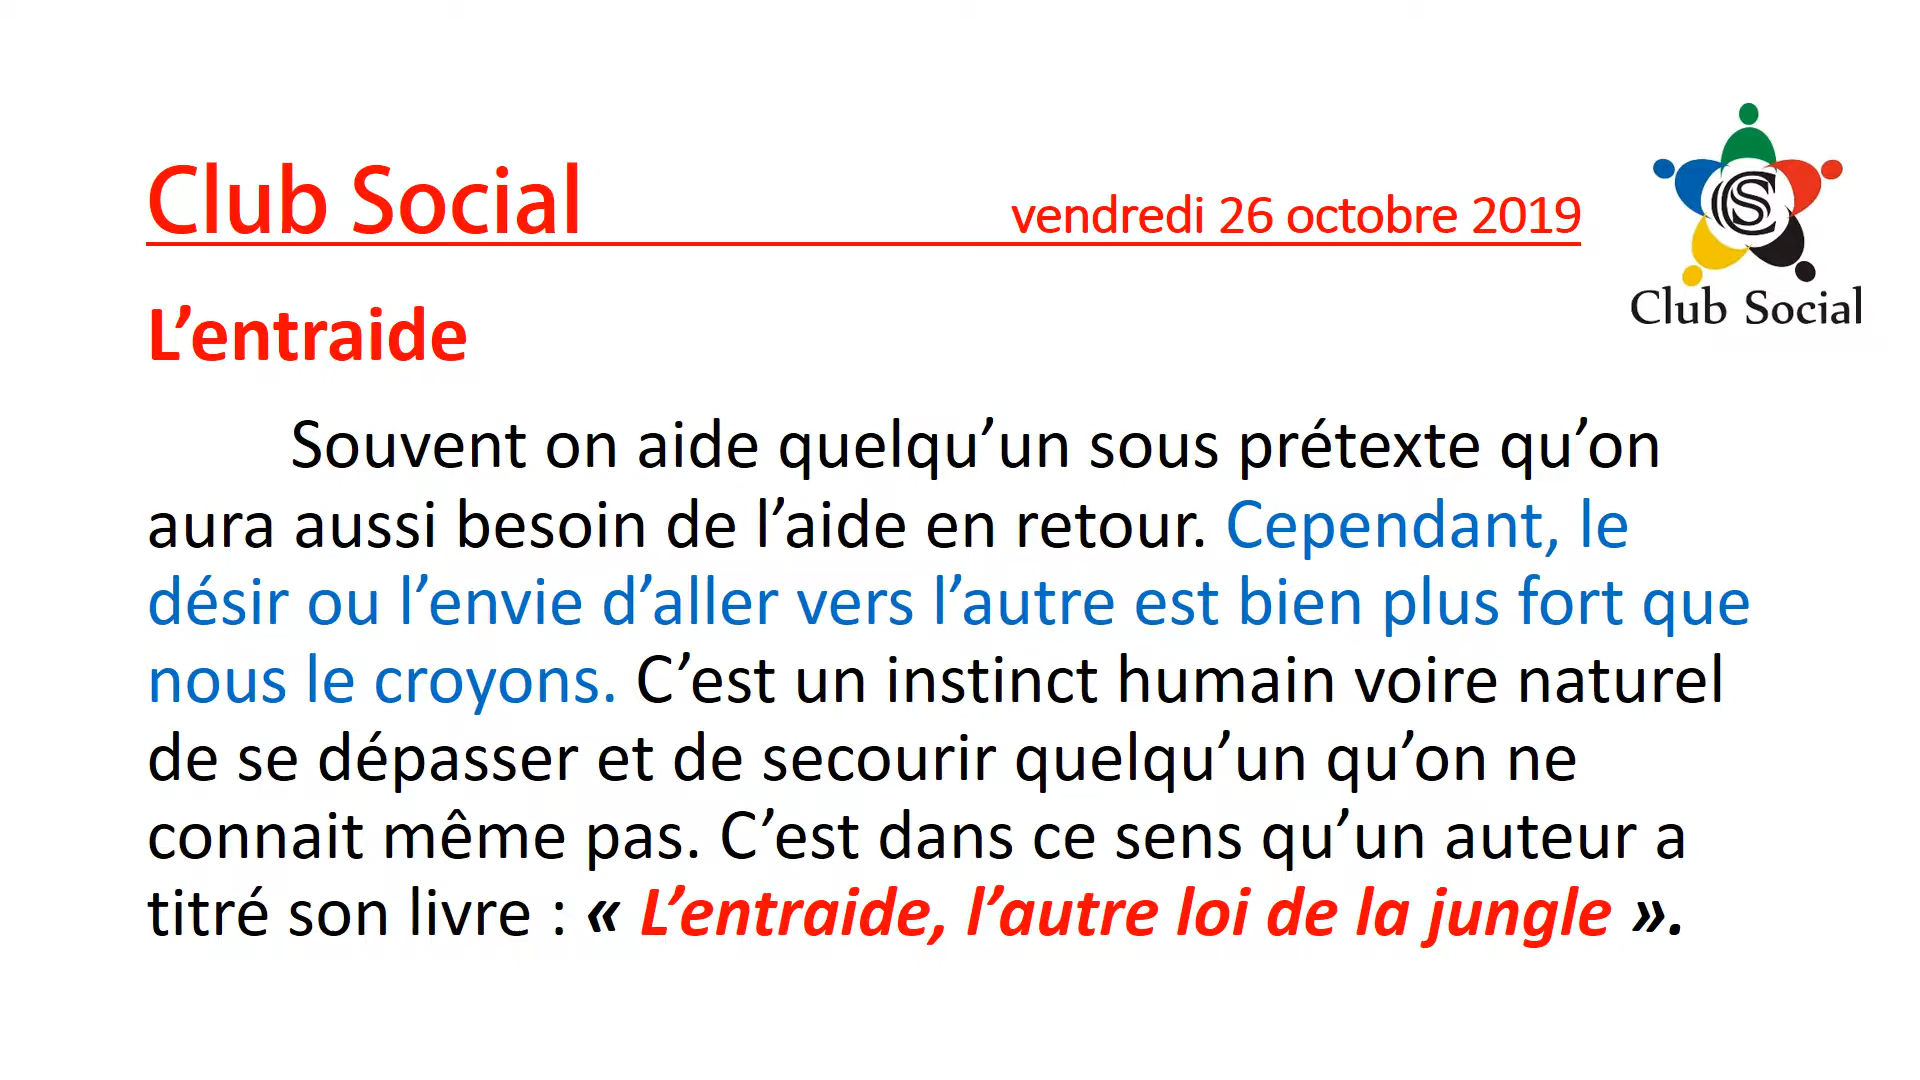 Club Social
vendredi 26 octobre 2019
CS
Club Social
L’entraide
Souvent on aide quelqu’un sous prétexte qu’on
aura aussi besoin de l’aide en retour. Cependant, le
désir ou l’envie d’aller vers l’autre est bien plus fort que
nous le croyons. C’est un instinct humain voire naturel
de se dépasser et de secourir quelqu’un qu’on ne
connait même pas. C’est dans ce sens qu’un auteur a
titré son livre : « L’entraide, l’autre loi de la jungle ».